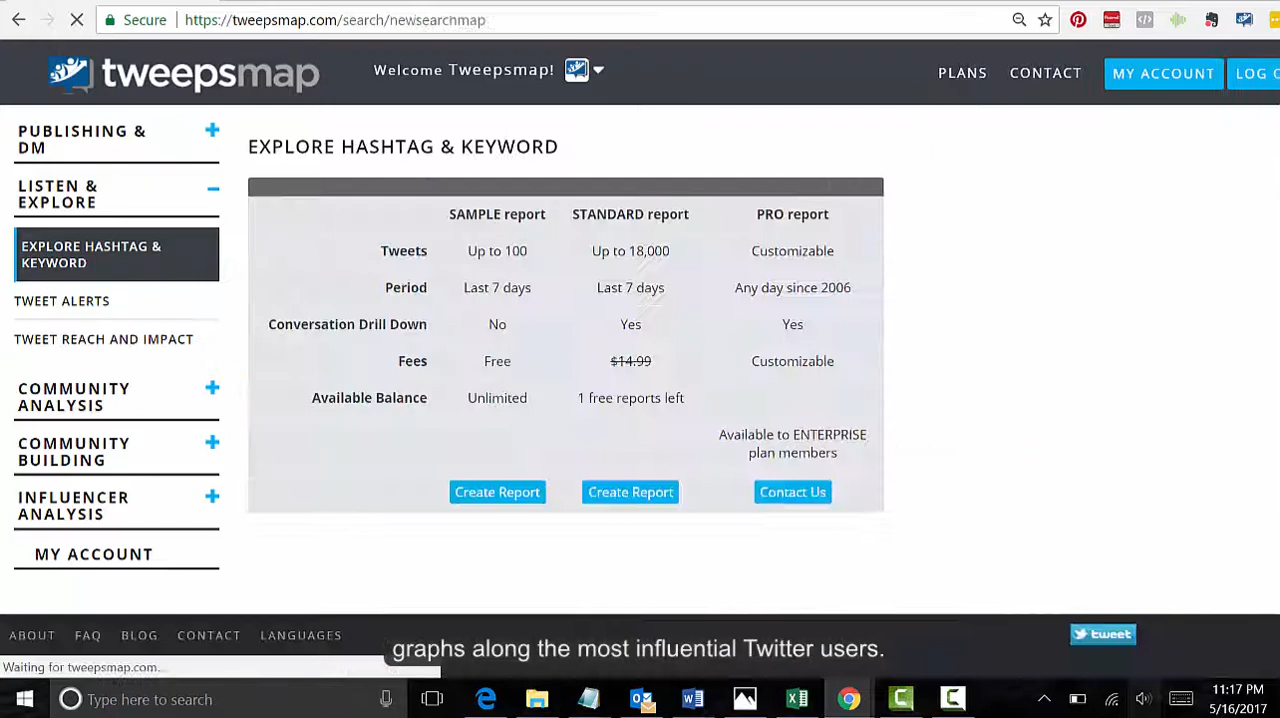 Secure https://tweepsmap.com/search/newsearchmap
tweepsmap
Welcome Tweepsmap!
PLANS CONTACT MY ACCOUNT LOG
PUBLISHING &
DM
LISTEN &
EXPLORE
EXPLORE HASHTAG &
KEYWORD
TWEET ALERTS
TWEET REACH AND IMPACT
COMMUNITY
ANALYSIS
COMMUNITY
BUILDING
INFLUENCER
ANALYSIS
MY ACCOUNT
EXPLORE HASHTAG & KEYWORD
SAMPLE report STANDARD report PRO report
Tweets Up to 100 Up to 18,000 Customizable
Period Last 7 days Last 7 days Any day since 2006
Conversation Drill Down No Yes Yes
Fees Free $14.99 Customizable
Available Balance Unlimited 1 free reports left
Available to ENTERPRISE
plan members
Create Report Create Report Contact Us
ABOUT FAQ BLOG CONTACT LANGUAGES
tweet
graphs along the most influential Twitter users.
Waiting for tweepsmap.com...
Type here to search
11:17 PM
5/16/2017